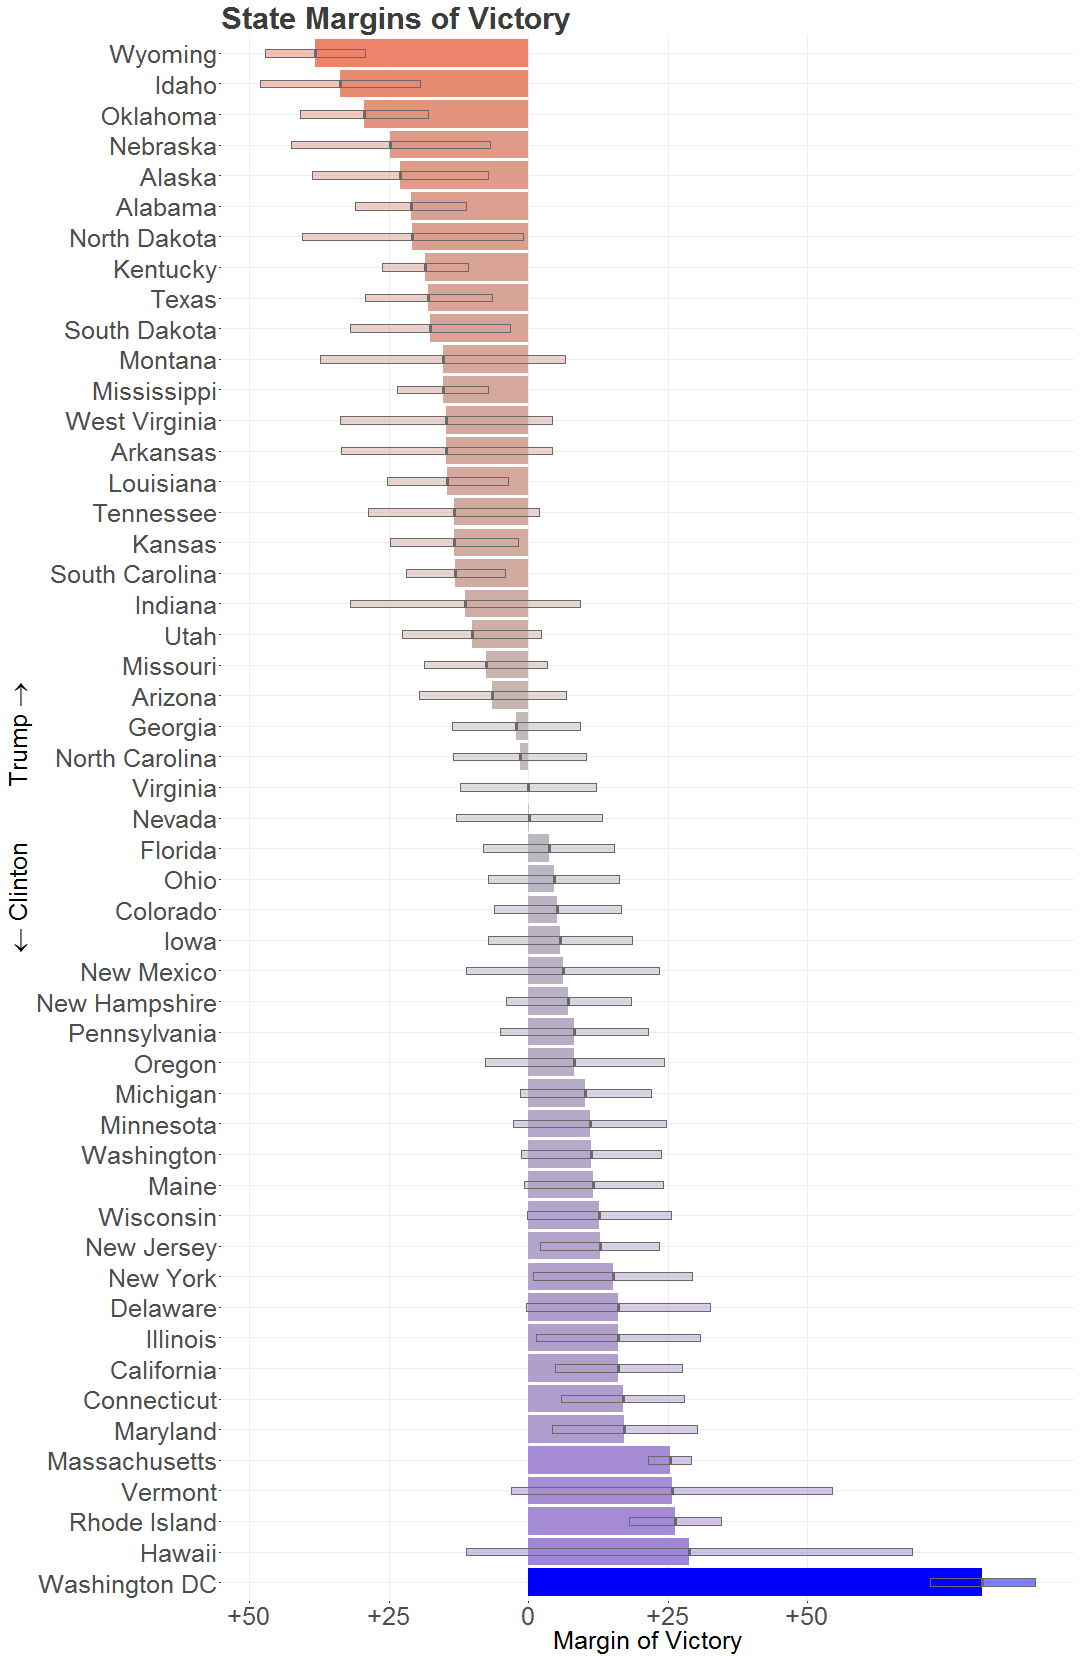 State Margins of Victory
Wyoming
Idaho
Oklahoma
Nebraska
Alaska
Alabama
North Dakota
Kentucky
Texas
South Dakota
Montana
Mississippi
West Virginia
Arkansas
Louisiana
Tennessee
Kansas
South Carolina
Indiana
Utah
Missouri
Arizona
Georgia
North Carolina
Virginia
Nevada
Florida
Ohio
Colorado
Iowa
New Mexico
New Hampshire
Pennsylvania
Oregon
Michigan
Minnesota
Washington
Maine
Wisconsin
New Jersey
New York
Delaware
Illinois
California
Connecticut
Maryland
Massachusetts
Vermont
Rhode Island
Hawaii
Washington DC
← Clinton Trump →
+50 +25 0 +25 +50
Margin of Victory